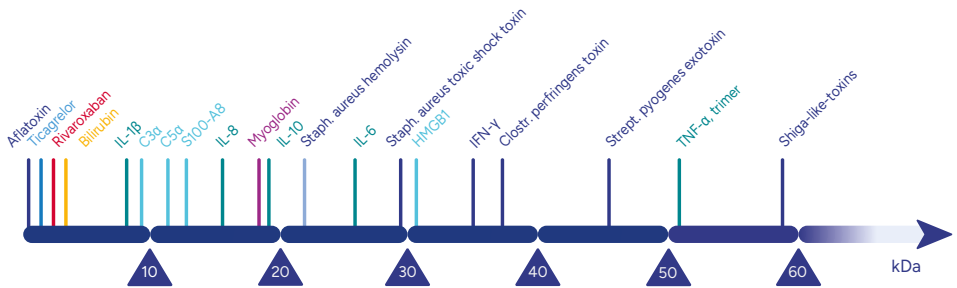 Aflatoxin
Ticagrelor
Rivaroxaban
Bilirubin
IL-1β
C3α
C5α
S100-A8
IL-8
Myoglobin
IL-10
Staph. aureus hemolysin
IL-6
Staph. aureus toxic shock toxin
HMGB1
IFN-γ
Clostr. perfringens toxin
Strept. pyogenes exotoxin
TNF-α, trimer
Shiga-like-toxins
10
20
30
40
50
60
kDa